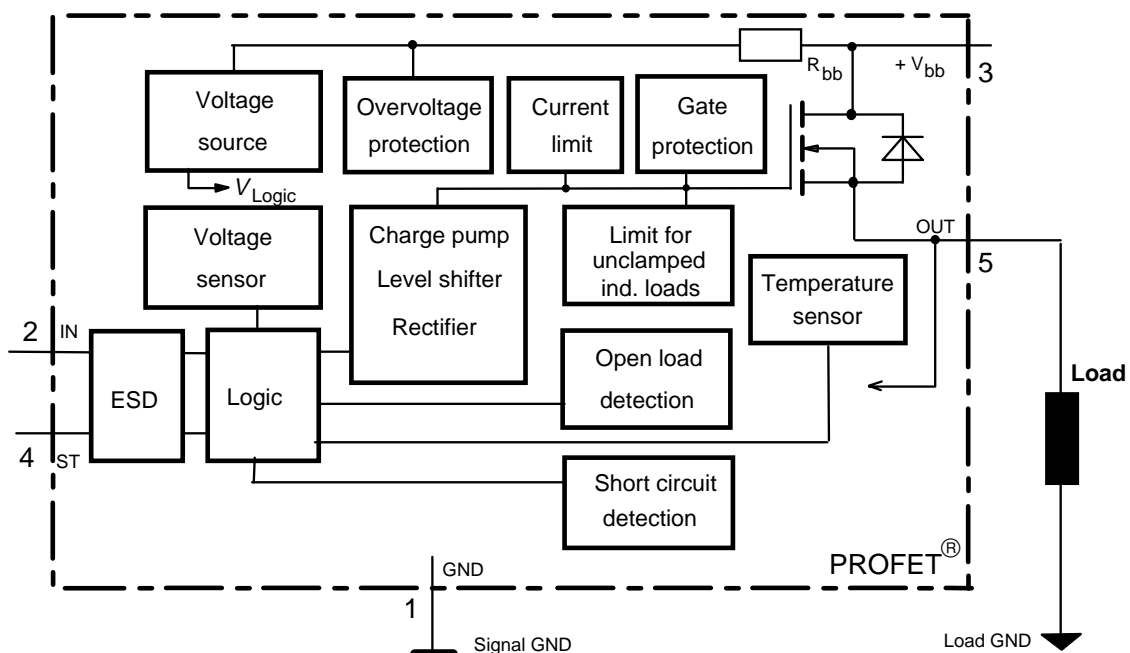 R bb
+ V bb
3
Voltage
source
Overvoltage
protection
Current
limit
Gate
protection
V Logic
Voltage
sensor
Charge pump
Level shifter
Rectifier
Limit for
unclamped
ind. loads
OUT
5
Temperature
sensor
2
IN
ESD
Logic
Open load
detection
Load
4
ST
Short circuit
detection
PROFET®
GND
1
Signal GND
Load GND